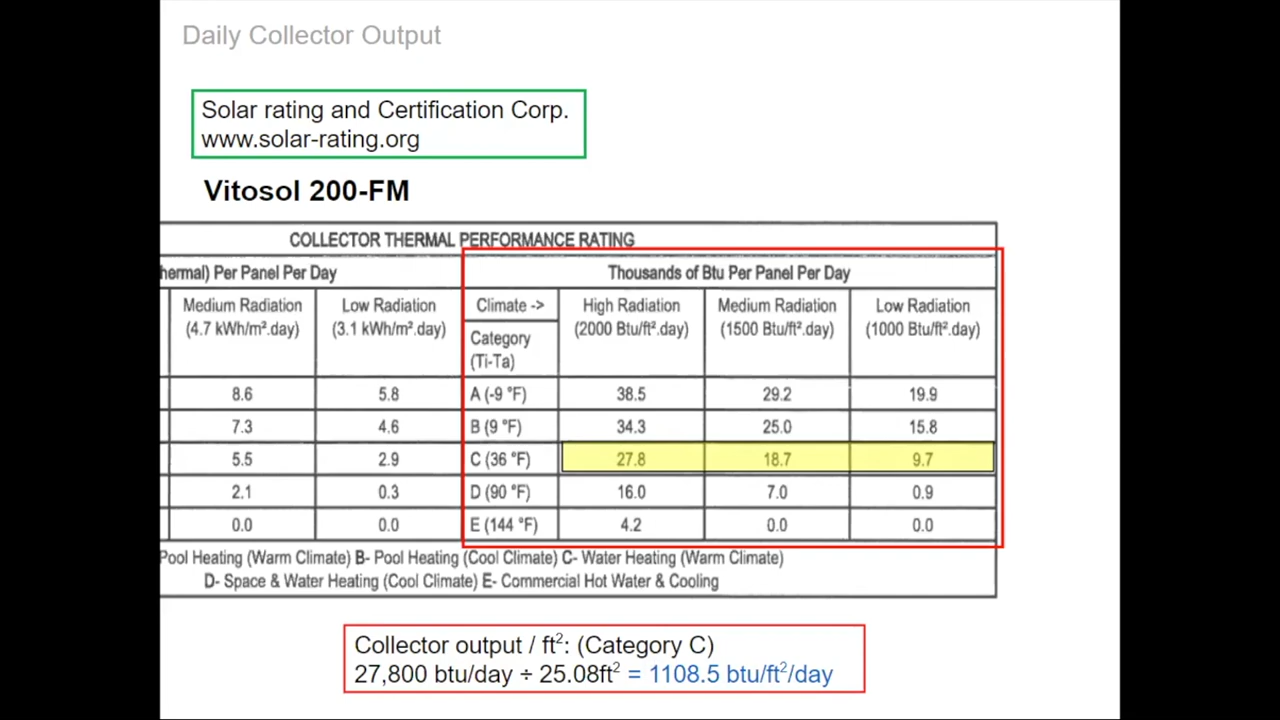 Daily Collector Output
Solar rating and Certification Corp.
www.solar-rating.org
Vitosol 200-FM
COLLECTOR THERMAL PERFORMANCE RATING
hermal) Per Panel Per Day Thousands of Btu Per Panel Per Day
Medium Radiation Low Radiation Climate -> High Radiation Medium Radiation Low Radiation
(4.7 kWh/m².day) (3.1 kWh/m².day) (2000 Btu/ft².day) (1500 Btu/ft².day) (1000 Btu/ft².day)
Category
(Ti-Ta)
8.6 5.8 A (-9 °F) 38.5 29.2 19.9
7.3 4.6 B (9 °F) 34.3 25.0 15.8
5.5 2.9 C (36 °F) 27.8 18.7 9.7
2.1 0.3 D (90 °F) 16.0 7.0 0.9
0.0 0.0 E (144 °F) 4.2 0.0 0.0
Pool Heating (Warm Climate) B- Pool Heating (Cool Climate) C- Water Heating (Warm Climate)
D- Space & Water Heating (Cool Climate) E- Commercial Hot Water & Cooling
Collector output / ft²: (Category C)
27,800 btu/day ÷ 25.08ft² = 1108.5 btu/ft²/day